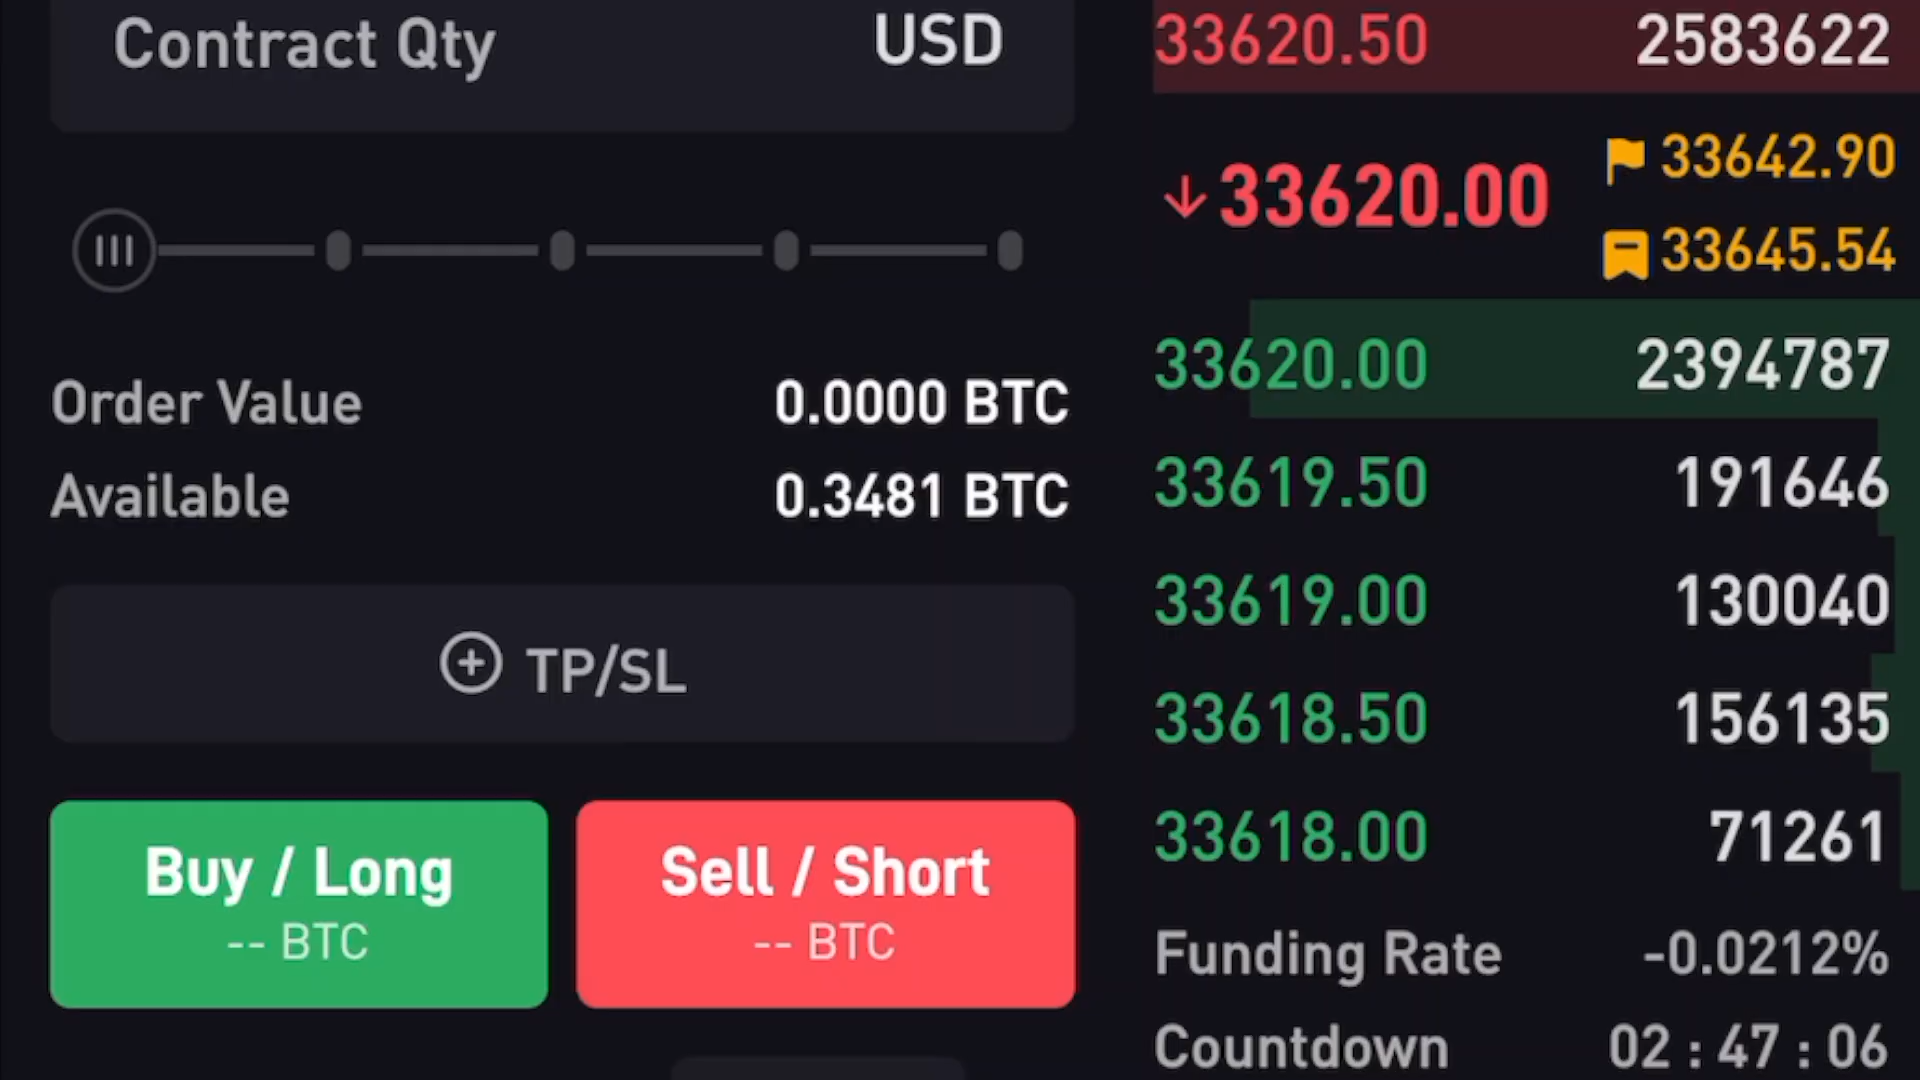 Contract Qty USD
Order Value 0.0000 BTC
Available 0.3481 BTC
TP/SL
Buy / Long
-- BTC
Sell / Short
-- BTC
33620.50 2583622
↓33620.00
33642.90
33645.54
33620.00 2394787
33619.50 191646
33619.00 130040
33618.50 156135
33618.00 71261
Funding Rate -0.0212%
Countdown 02 : 47 : 06